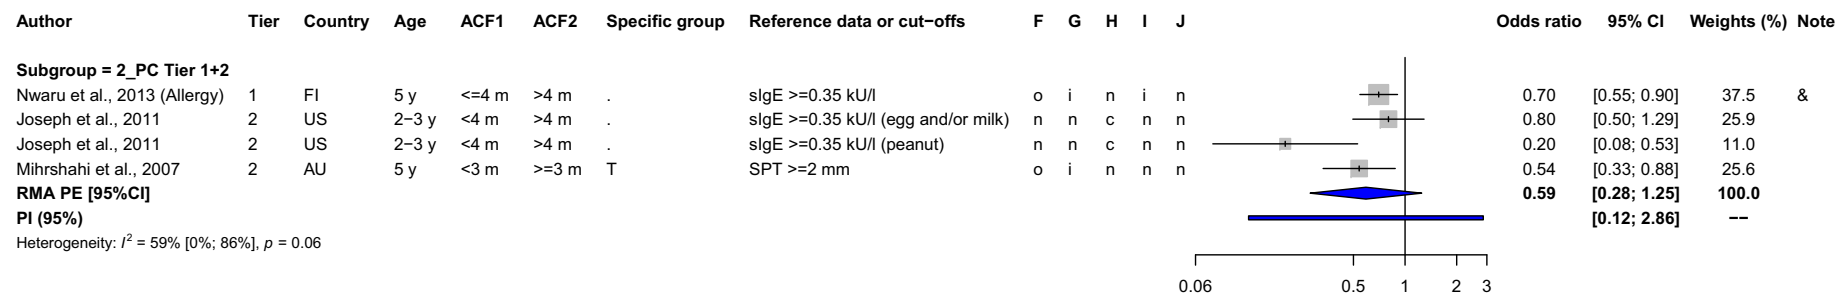 Author Tier Country Age ACF1 ACF2 Specific group Reference data or cut−offs F G H I J Odds ratio 95% CI Weights (%) Note
Subgroup = 2_PC Tier 1+2
Nwaru et al., 2013 (Allergy) 1 FI 5 y <=4 m >4 m . sIgE >=0.35 kU/l o i n i n 0.70 [0.55; 0.90] 37.5 &
Joseph et al., 2011 2 US 2−3 y <4 m >4 m . sIgE >=0.35 kU/l (egg and/or milk) n n c n n 0.80 [0.50; 1.29] 25.9
Joseph et al., 2011 2 US 2−3 y <4 m >4 m . sIgE >=0.35 kU/l (peanut) n n c n n 0.20 [0.08; 0.53] 11.0
Mihrshahi et al., 2007 2 AU 5 y <3 m >=3 m T SPT >=2 mm o i n n n 0.54 [0.33; 0.88] 25.6
RMA PE [95%CI] 0.59 [0.28; 1.25] 100.0
PI (95%) [0.12; 2.86] −−
Heterogeneity: I² = 59% [0%; 86%], p = 0.06
0.06 0.5 1 2 3